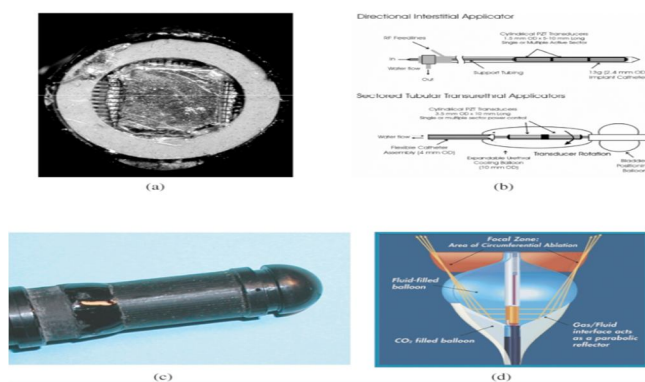 Directional Interstitial Applicator
Cylindrical PZT Transducers
1.5 mm OD x 5-10 mm Long
Single or Multiple Active Sector
RF Feedlines
In
Water flow
Out
Support Tubing
13g (2.4 mm OD)
Implant Catheter
Sectored Tubular Transurethral Applicators
Cylindrical PZT Transducers
3.5 mm OD x 10 mm Long
Single or multiple sector power control
Water flow
Flexible Catheter
Assembly (4 mm OD)
Expandable Urethral
Cooling Balloon
(10 mm OD)
Transducer Rotation
Bladder
Position
Balloon
(a)
(b)
Focal Zone:
Area of Circumferential Ablation
Fluid-filled
balloon
CO₂ filled balloon
Gas/Fluid
interface acts
as a parabolic
reflector
(c)
(d)